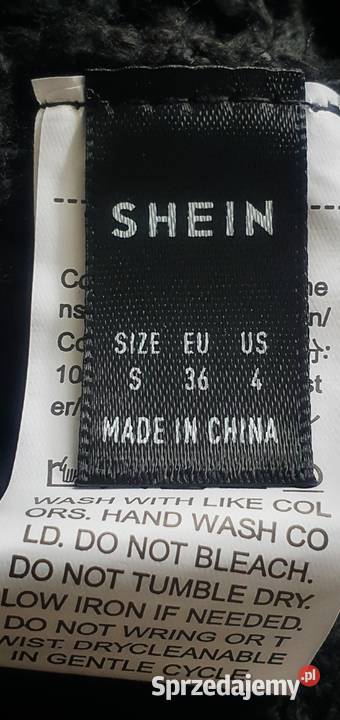 SHEIN
SIZE EU US
S 36 4
MADE IN CHINA
WASH WITH LIKE COL
ORS. HAND WASH CO
LD. DO NOT BLEACH.
DO NOT TUMBLE DRY.
LOW IRON IF NEEDED.
DO NOT WRING OR T
WIST. DRYCLEANABLE
IN GENTLE CYCL
Sprzedajemy.pl